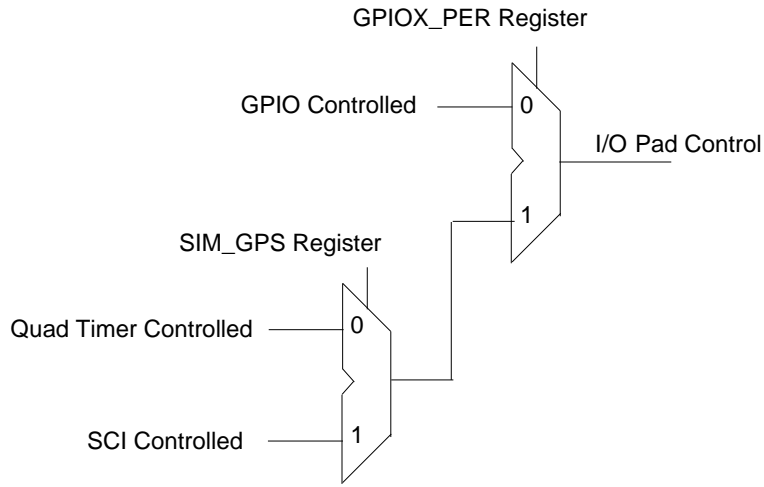 GPIOX_PER Register
GPIO Controlled
0
I/O Pad Control
1
SIM_GPS Register
Quad Timer Controlled
0
SCI Controlled
1